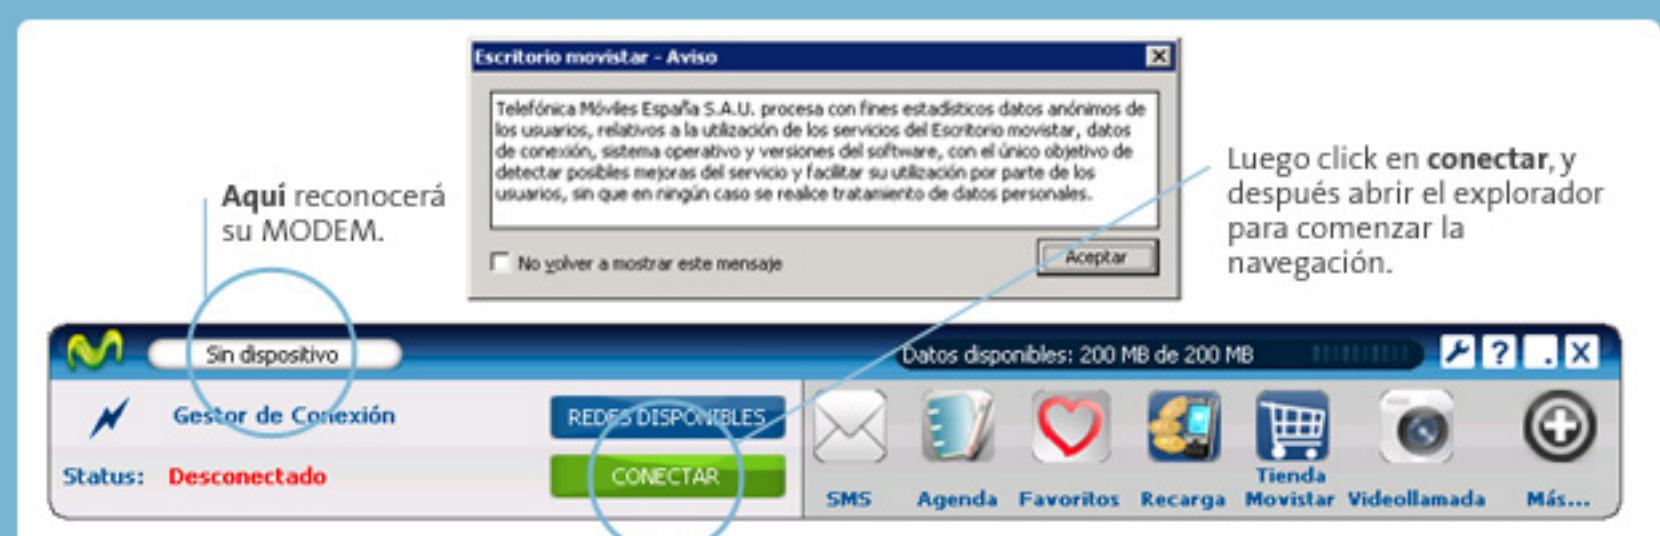 Escritorio movistar - Aviso
Telefónica Móviles España S.A.U. procesa con fines estadísticos datos anónimos de
los usuarios, relativos a la utilización de los servicios del Escritorio movistar, datos
de conexión, sistema operativo y versiones del software, con el único objetivo de
detectar posibles mejoras del servicio y facilitar su utilización por parte de los
usuarios, sin que en ningún caso se realice tratamiento de datos personales.
No volver a mostrar este mensaje
Aceptar
Aquí reconocerá
su MODEM.
Luego click en conectar, y
después abrir el explorador
para comenzar la
navegación.
Sin dispositivo
Datos disponibles: 200 MB de 200 MB
Gestor de Conexión
REDES DISPONIBLES
Status: Desconectado
CONECTAR
SMS
Agenda
Favoritos
Recarga
Tienda
Movistar
Videollamada
Más...